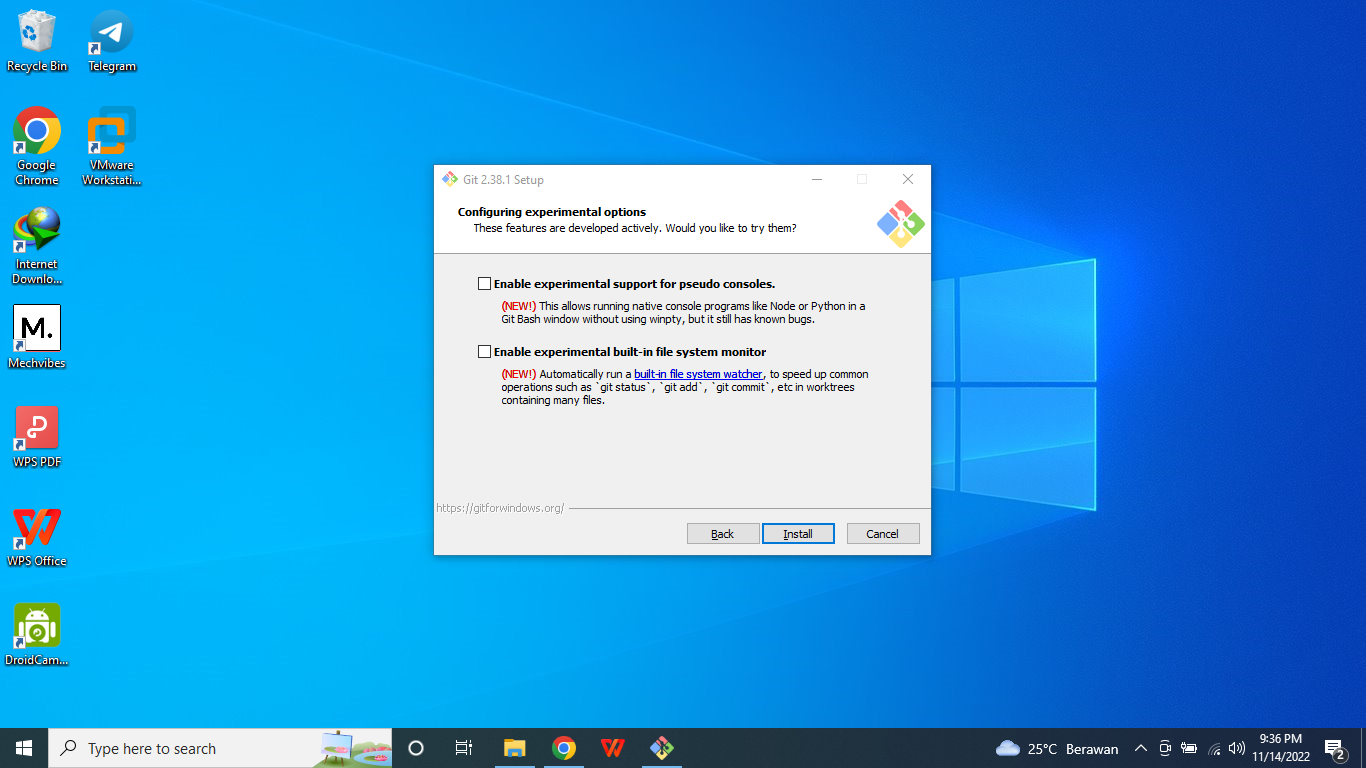 Recycle Bin
Telegram
Google
Chrome
VMware
Workstati...
Internet
Downlo...
M.
Mechvibes
WPS PDF
WPS Office
DroidCam...
Git 2.38.1 Setup
Configuring experimental options
These features are developed actively. Would you like to try them?
Enable experimental support for pseudo consoles.
(NEW!) This allows running native console programs like Node or Python in a
Git Bash window without using winpty, but it still has known bugs.
Enable experimental built-in file system monitor
(NEW!) Automatically run a built-in file system watcher, to speed up common
operations such as `git status`, `git add`, `git commit`, etc in worktrees
containing many files.
https://gitforwindows.org/
Back
Install
Cancel
Type here to search
25°C Berawan
9:36 PM
11/14/2022
2